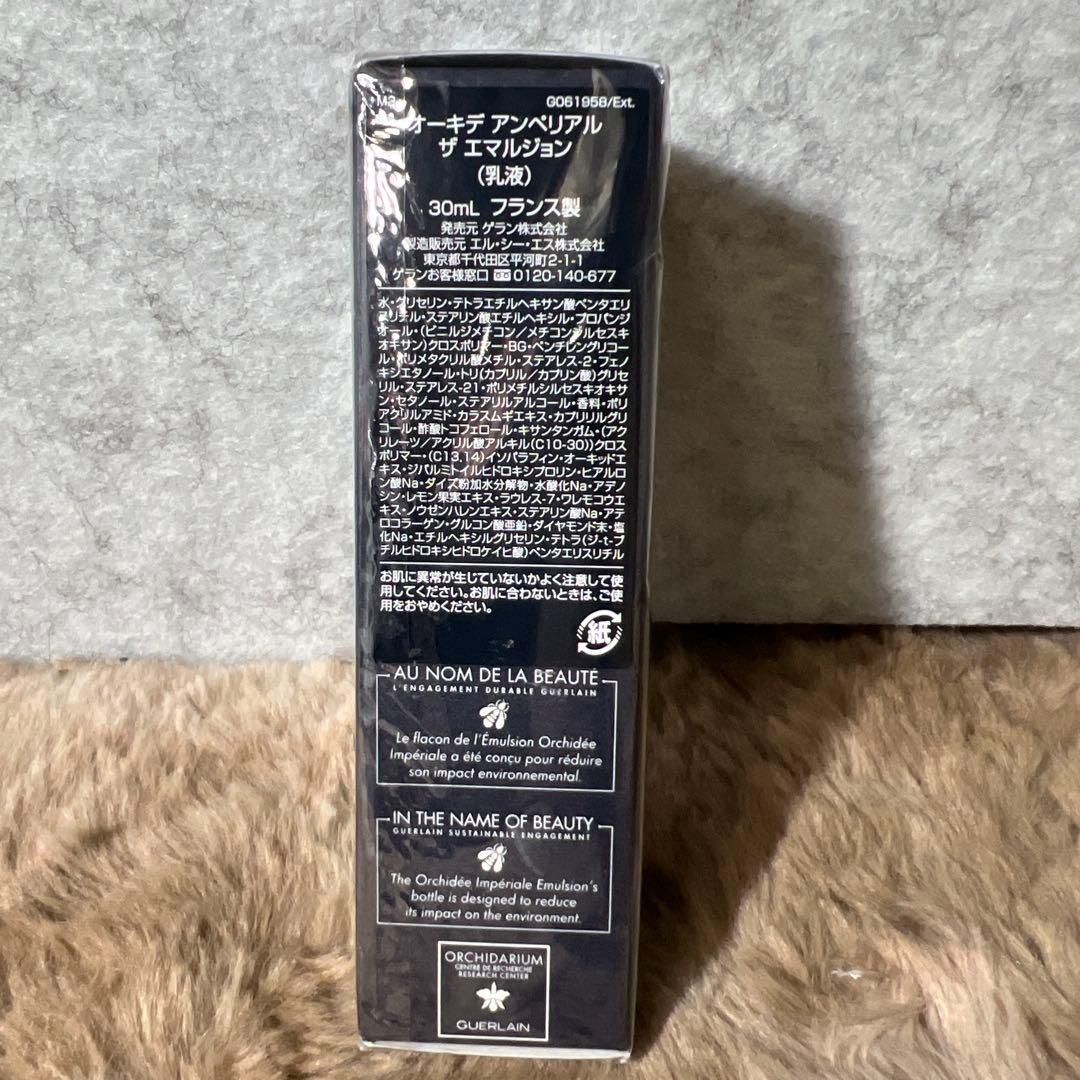 G061958/Ext.
オーキデ アンペリアル
ザ エマルジョン
(乳液)
30mL フランス製
発売元 ゲラン株式会社
製造販売元 エル・シー・エス株式会社
東京都千代田区平河町2-1-1
ゲランお客様窓口 0120-140-677
水・グリセリン・テトラエチルヘキサン酸ペンタエリ
スリチル・ステアリン酸エチルヘキシル・プロパンジ
オール・(ビニルジメチコン/メチコンシルセスキ
オキサン)クロスポリマー・BG・ペンチレングリコー
ル・ポリメタクリル酸メチル・ステアレス-2・フェノ
キシエタノール・トリ(カプリル/カプリン酸)グリセ
リル・ステアレス-21・ポリメチルシルセスキオキサ
ン・セタノール・ステアリルアルコール・香料・ポリ
アクリルアミド・カラスムギエキス・カプリリルグリ
コール・酢酸トコフェロール・キサンタンガム・(アク
リレーツ/アクリル酸アルキル(C10-30))クロス
ポリマー・(C13,14)イソパラフィン・オーキッドエ
キス・ジパルミトイルヒドロキシプロリン・ヒアルロ
ン酸Na・ダイズ粉加水分解物・水酸化Na・アデノ
シン・レモン果実エキス・ラウレス-7・ワレモコウエ
キス・ノウゼンハレンエキス・ステアリン酸Na・アテ
ロコラーゲン・グルコン酸亜鉛・ダイヤモンド末・塩
化Na・エチルヘキシルグリセリン・テトラ(ジ-t-ブ
チルヒドロキシヒドロケイヒ酸)ペンタエリスリチル
お肌に異常が生じていないかよく注意して使
用してください。お肌に合わないときは、ご使
用をおやめください。
紙
AU NOM DE LA BEAUTÉ
L'ENGAGEMENT DURABLE GUERLAIN
Le flacon de l'Émulsion Orchidée
Impériale a été conçu pour réduire
son impact environnemental.
IN THE NAME OF BEAUTY
GUERLAIN SUSTAINABLE ENGAGEMENT
The Orchidée Impériale Emulsion's
bottle is designed to reduce
its impact on the environment.
ORCHIDARIUM
CENTRE DE RECHERCHE
RESEARCH CENTER
GUERLAIN